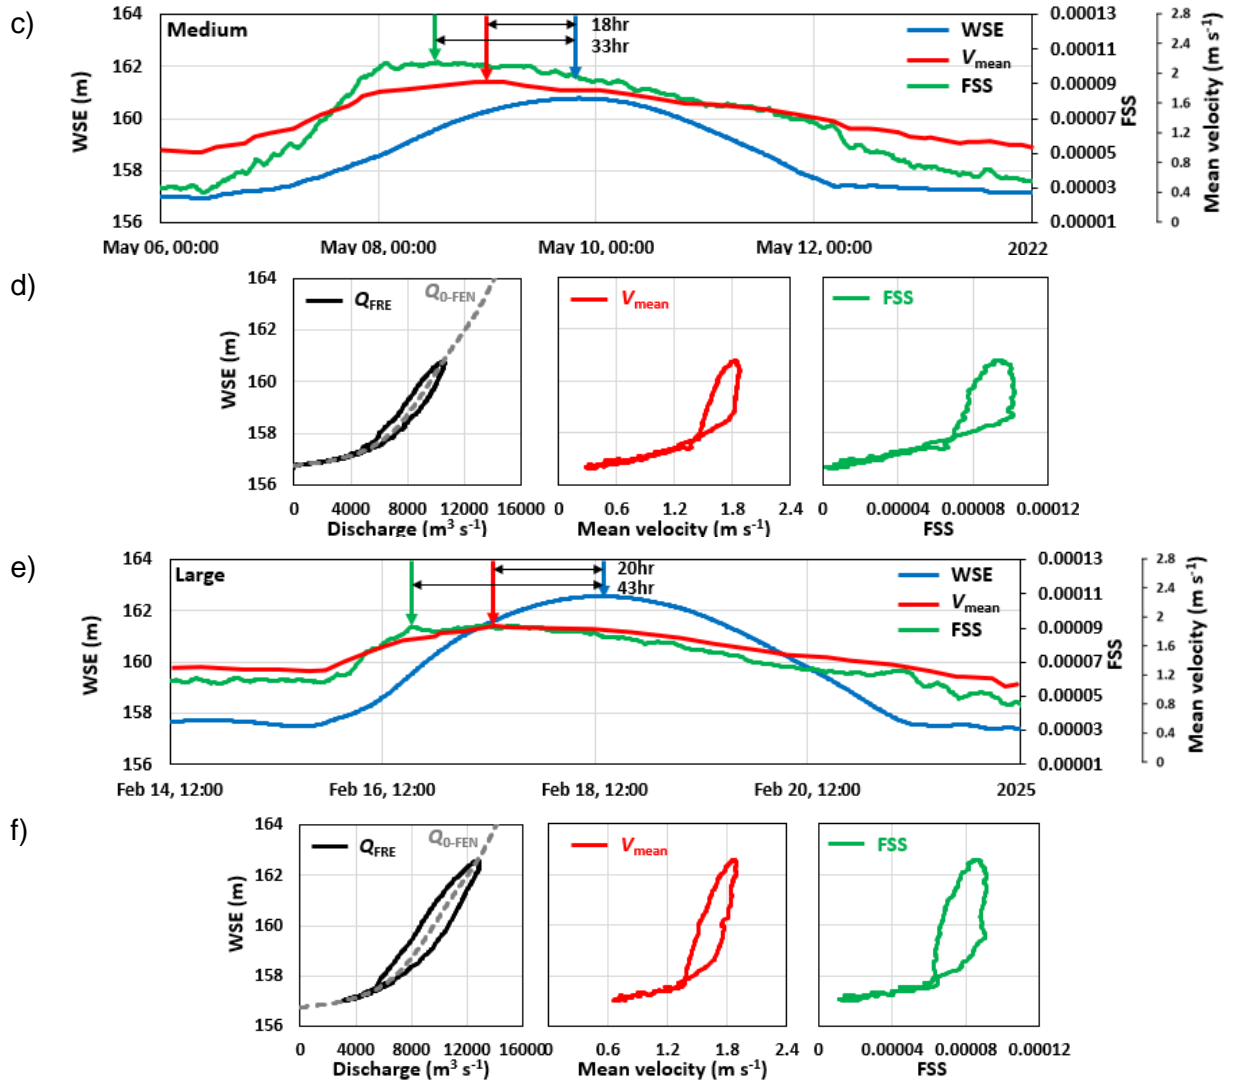 c)
Medium
18hr
33hr
WSE
Vmean
FSS
WSE (m)
164
162
160
158
156
0.00013
0.00011
0.00009
0.00007
0.00005
0.00003
0.00001
FSS
2.8
2.4
2
1.6
1.2
0.8
0.4
0
Mean velocity (m s⁻¹)
May 06, 00:00
May 08, 00:00
May 10, 00:00
May 12, 00:00
2022
d)
WSE (m)
164
162
160
158
156
QFRE
Q0-FEN
0 4000 8000 12000 16000
Discharge (m³ s⁻¹)
Vmean
0 0.6 1.2 1.8 2.4
Mean velocity (m s⁻¹)
FSS
0 0.00004 0.00008 0.00012
FSS
e)
Large
20hr
43hr
WSE
Vmean
FSS
WSE (m)
164
162
160
158
156
0.00013
0.00011
0.00009
0.00007
0.00005
0.00003
0.00001
FSS
2.8
2.4
2
1.6
1.2
0.8
0.4
0
Mean velocity (m s⁻¹)
Feb 14, 12:00
Feb 16, 12:00
Feb 18, 12:00
Feb 20, 12:00
2025
f)
WSE (m)
164
162
160
158
156
QFRE
Q0-FEN
0 4000 8000 12000 16000
Discharge (m³ s⁻¹)
Vmean
0 0.6 1.2 1.8 2.4
Mean velocity (m s⁻¹)
FSS
0 0.00004 0.00008 0.00012
FSS